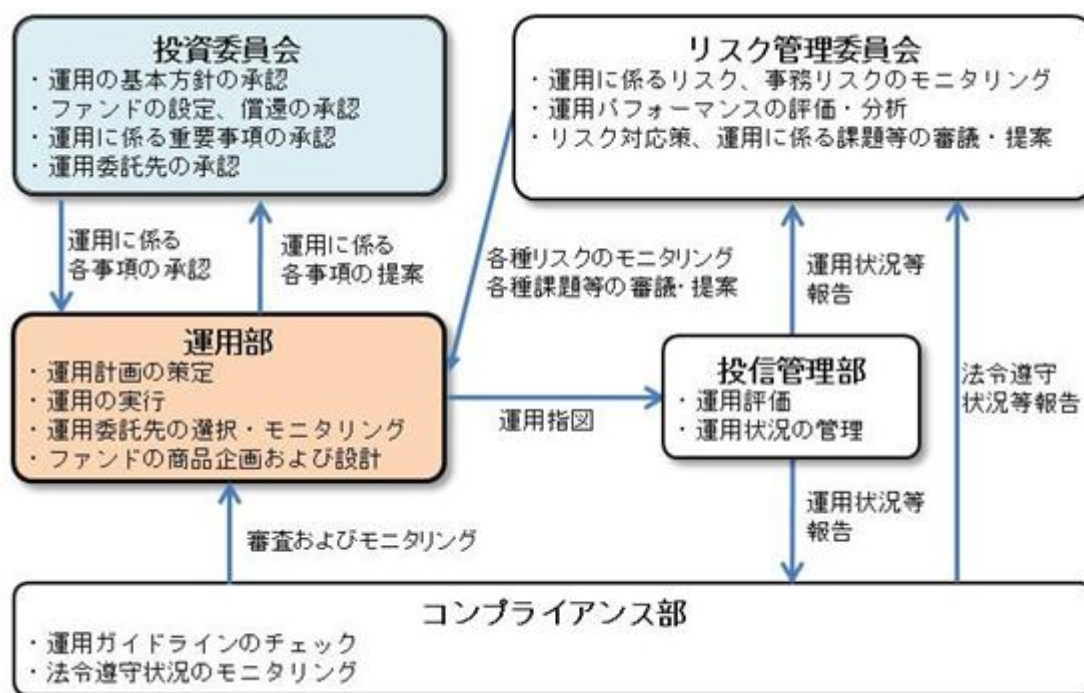 投資委員会
・運用の基本方針の承認
・ファンドの設定、償還の承認
・運用に係る重要事項の承認
・運用委託先の承認
リスク管理委員会
・運用に係るリスク、事務リスクのモニタリング
・運用パフォーマンスの評価・分析
・リスク対応策、運用に係る課題等の審議・提案
運用に係る
各事項の承認
運用に係る
各事項の提案
各種リスクのモニタリング
各種課題等の審議・提案
運用状況等
報告
運用部
・運用計画の策定
・運用の実行
・運用委託先の選択・モニタリング
・ファンドの商品企画および設計
運用指図
投信管理部
・運用評価
・運用状況の管理
法令遵守
状況等報告
審査およびモニタリング
運用状況等
報告
コンプライアンス部
・運用ガイドラインのチェック
・法令遵守状況のモニタリング